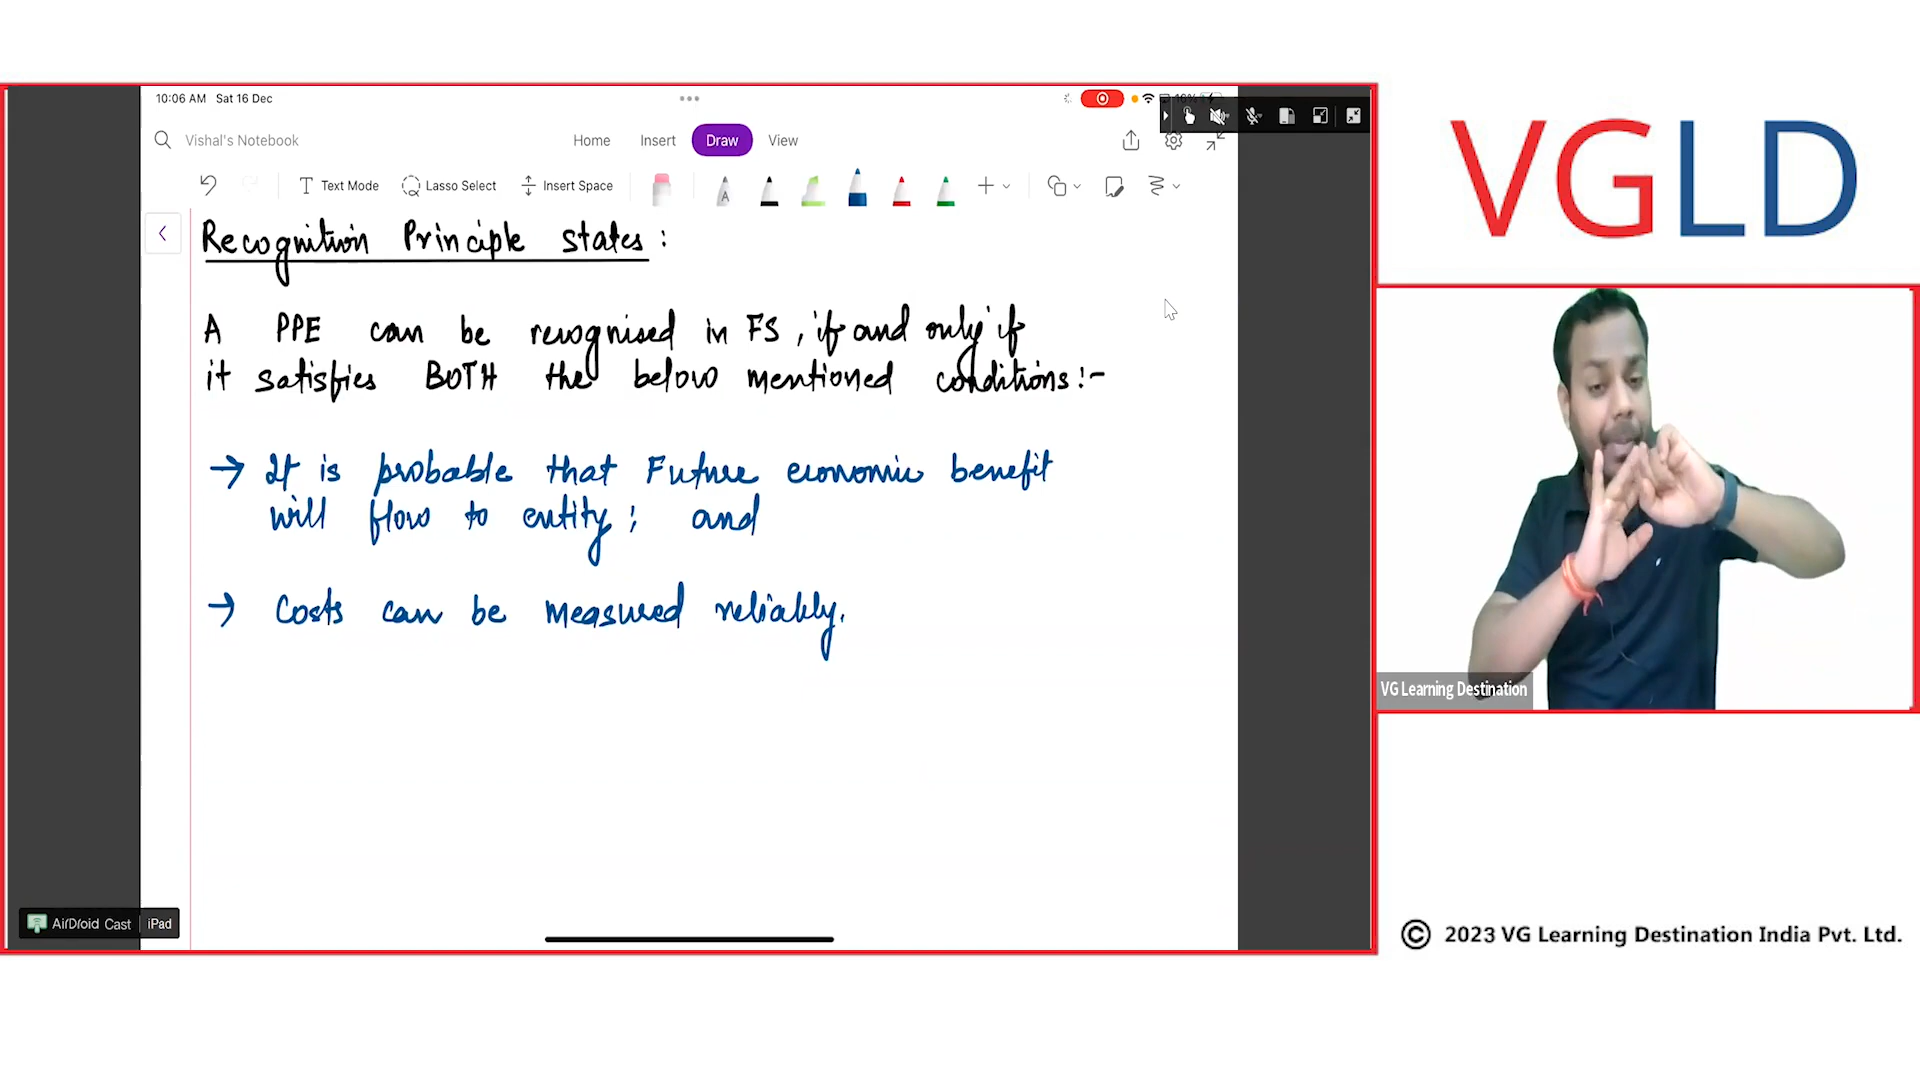 10:06 AM Sat 16 Dec
Vishal's Notebook
Home Insert Draw View
Text Mode Lasso Select Insert Space
Recognition Principle states :
A PPE can be recognised in FS, if and only if
it satisfies BOTH the below mentioned conditions :-
→ It is probable that Future economic benefit
will flow to entity ; and
→ Costs can be measured reliably.
AirDroid Cast iPad
VGLD
VG Learning Destination
© 2023 VG Learning Destination India Pvt. Ltd.